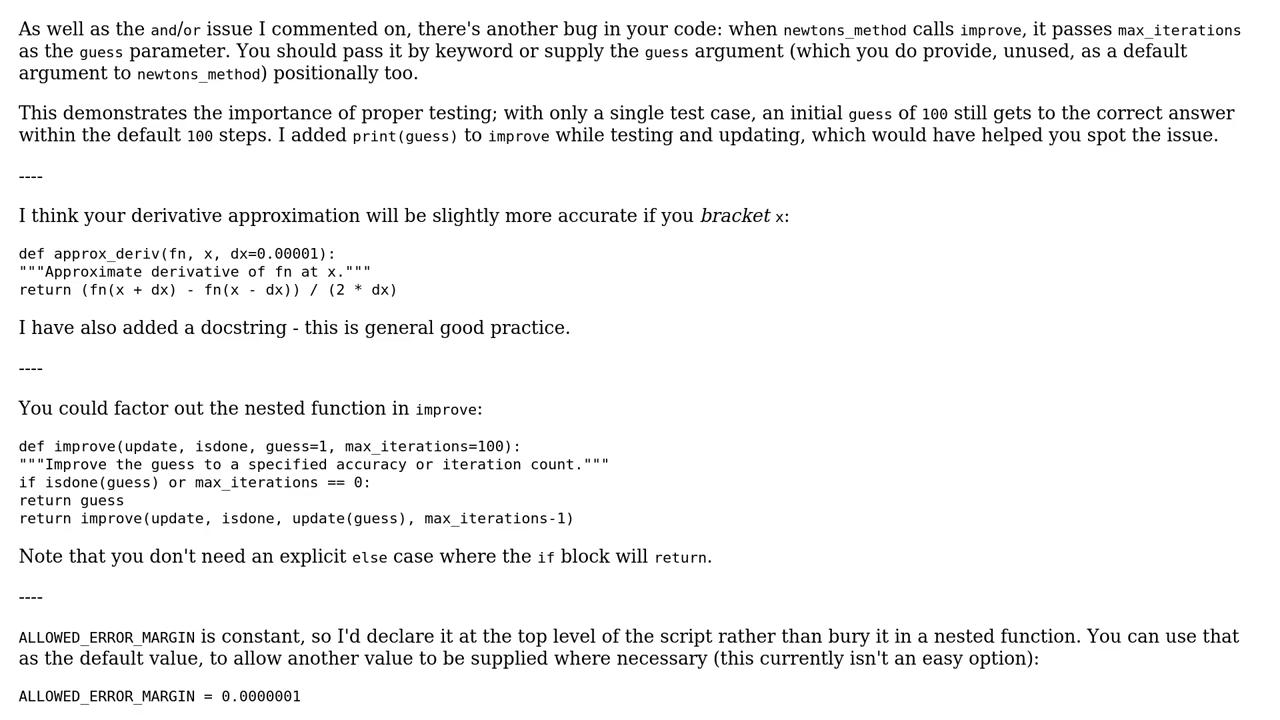 As well as the and/or issue I commented on, there's another bug in your code: when newtons_method calls improve, it passes max_iterations
as the guess parameter. You should pass it by keyword or supply the guess argument (which you do provide, unused, as a default
argument to newtons_method) positionally too.
This demonstrates the importance of proper testing; with only a single test case, an initial guess of 100 still gets to the correct answer
within the default 100 steps. I added print(guess) to improve while testing and updating, which would have helped you spot the issue.
----
I think your derivative approximation will be slightly more accurate if you bracket x:
def approx_deriv(fn, x, dx=0.00001):
"""Approximate derivative of fn at x."""
return (fn(x + dx) - fn(x - dx)) / (2 * dx)
I have also added a docstring - this is general good practice.
----
You could factor out the nested function in improve:
def improve(update, isdone, guess=1, max_iterations=100):
"""Improve the guess to a specified accuracy or iteration count."""
if isdone(guess) or max_iterations == 0:
return guess
return improve(update, isdone, update(guess), max_iterations-1)
Note that you don't need an explicit else case where the if block will return.
----
ALLOWED_ERROR_MARGIN is constant, so I'd declare it at the top level of the script rather than bury it in a nested function. You can use that
as the default value, to allow another value to be supplied where necessary (this currently isn't an easy option):
ALLOWED_ERROR_MARGIN = 0.0000001